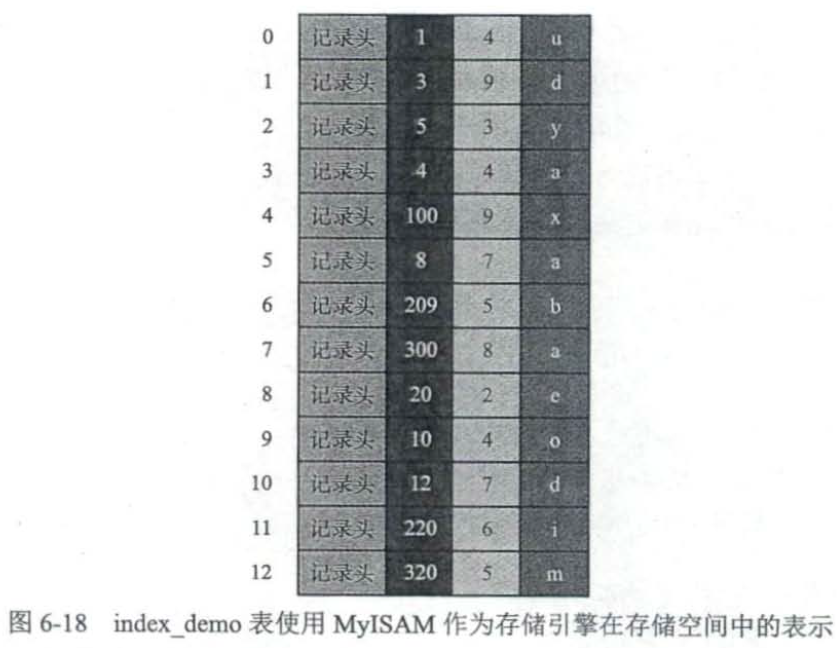 0 记录头 1 4 u
1 记录头 3 9 d
2 记录头 5 3 y
3 记录头 4 4 a
4 记录头 100 9 x
5 记录头 8 7 a
6 记录头 209 5 b
7 记录头 300 8 a
8 记录头 20 2 e
9 记录头 10 4 o
10 记录头 12 7 d
11 记录头 220 6 i
12 记录头 320 5 m
图 6-18 index_demo 表使用 MyISAM 作为存储引擎在存储空间中的表示